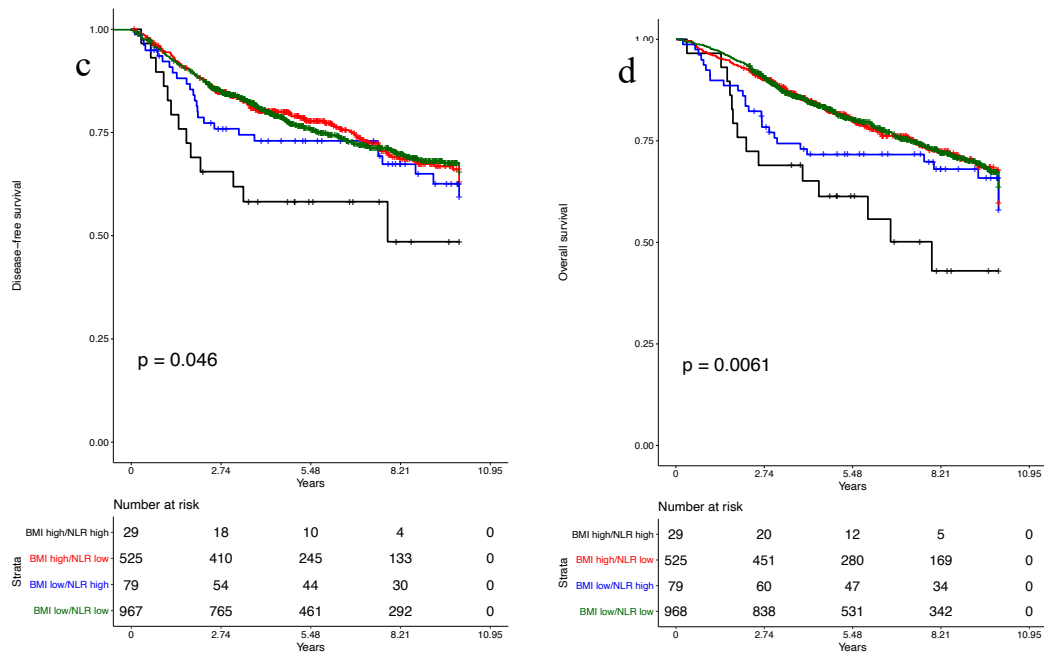 c
Disease−free survival
1.00
0.75
0.50
0.25
0.00
p = 0.046
0 2.74 5.48 8.21 10.95
Years
Number at risk
Strata
BMI high/NLR high 29 18 10 4 0
BMI high/NLR low 525 410 245 133 0
BMI low/NLR high 79 54 44 30 0
BMI low/NLR low 967 765 461 292 0
0 2.74 5.48 8.21 10.95
Years
d
Overall survival
1.00
0.75
0.50
0.25
0.00
p = 0.0061
0 2.74 5.48 8.21 10.95
Years
Number at risk
Strata
BMI high/NLR high 29 20 12 5 0
BMI high/NLR low 525 451 280 169 0
BMI low/NLR high 79 60 47 34 0
BMI low/NLR low 968 838 531 342 0
0 2.74 5.48 8.21 10.95
Years